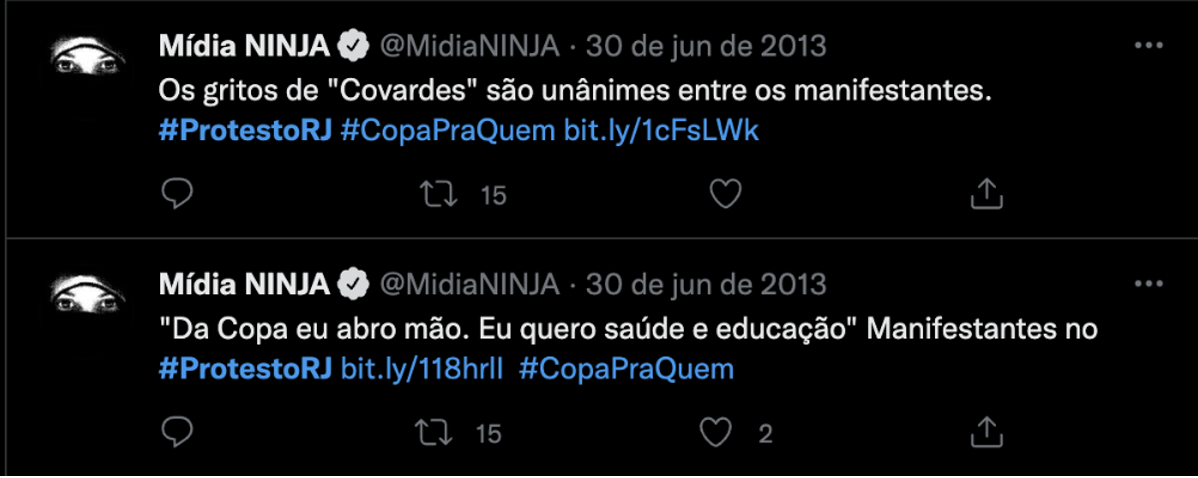 Mídia NINJA @MidiaNINJA · 30 de jun de 2013
Os gritos de "Covardes" são unânimes entre os manifestantes.
#ProtestoRJ #CopaPraQuem bit.ly/1cFsLWk
15
Mídia NINJA @MidiaNINJA · 30 de jun de 2013
"Da Copa eu abro mão. Eu quero saúde e educação" Manifestantes no
#ProtestoRJ bit.ly/118hrlI #CopaPraQuem
15 2